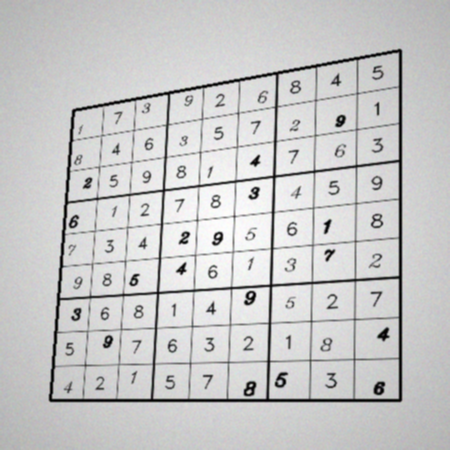 1 7 3 9 2 6 8 4 5
8 4 6 3 5 7 2 9 1
2 5 9 8 1 4 7 6 3
6 1 2 7 8 3 4 5 9
7 3 4 2 9 5 6 1 8
9 8 5 4 6 1 3 7 2
3 6 8 1 4 9 5 2 7
5 9 7 6 3 2 1 8 4
4 2 1 5 7 8 5 3 6